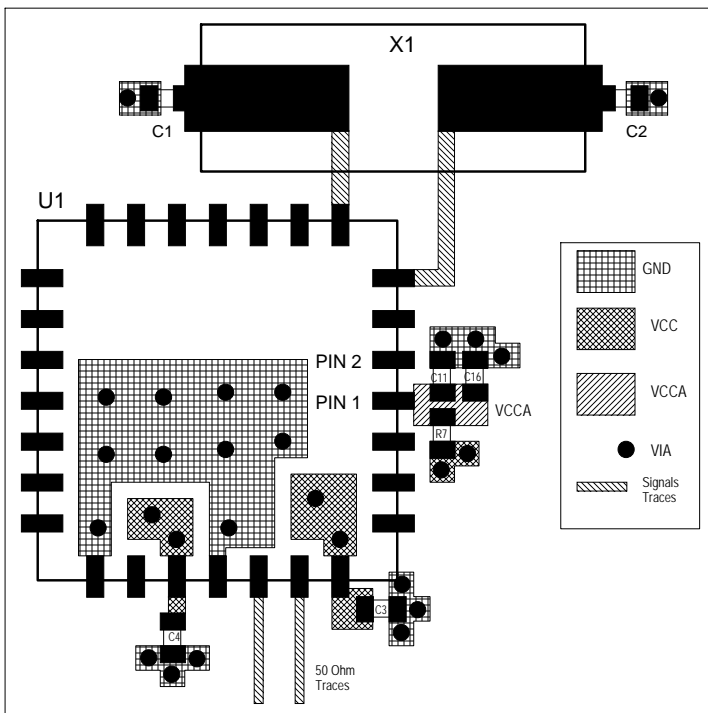 X1
C1
C2
U1
GND
VCC
PIN 2
C11
C16
VCCA
PIN 1
VCCA
R7
VIA
Signals
Traces
C3
C4
50 Ohm
Traces